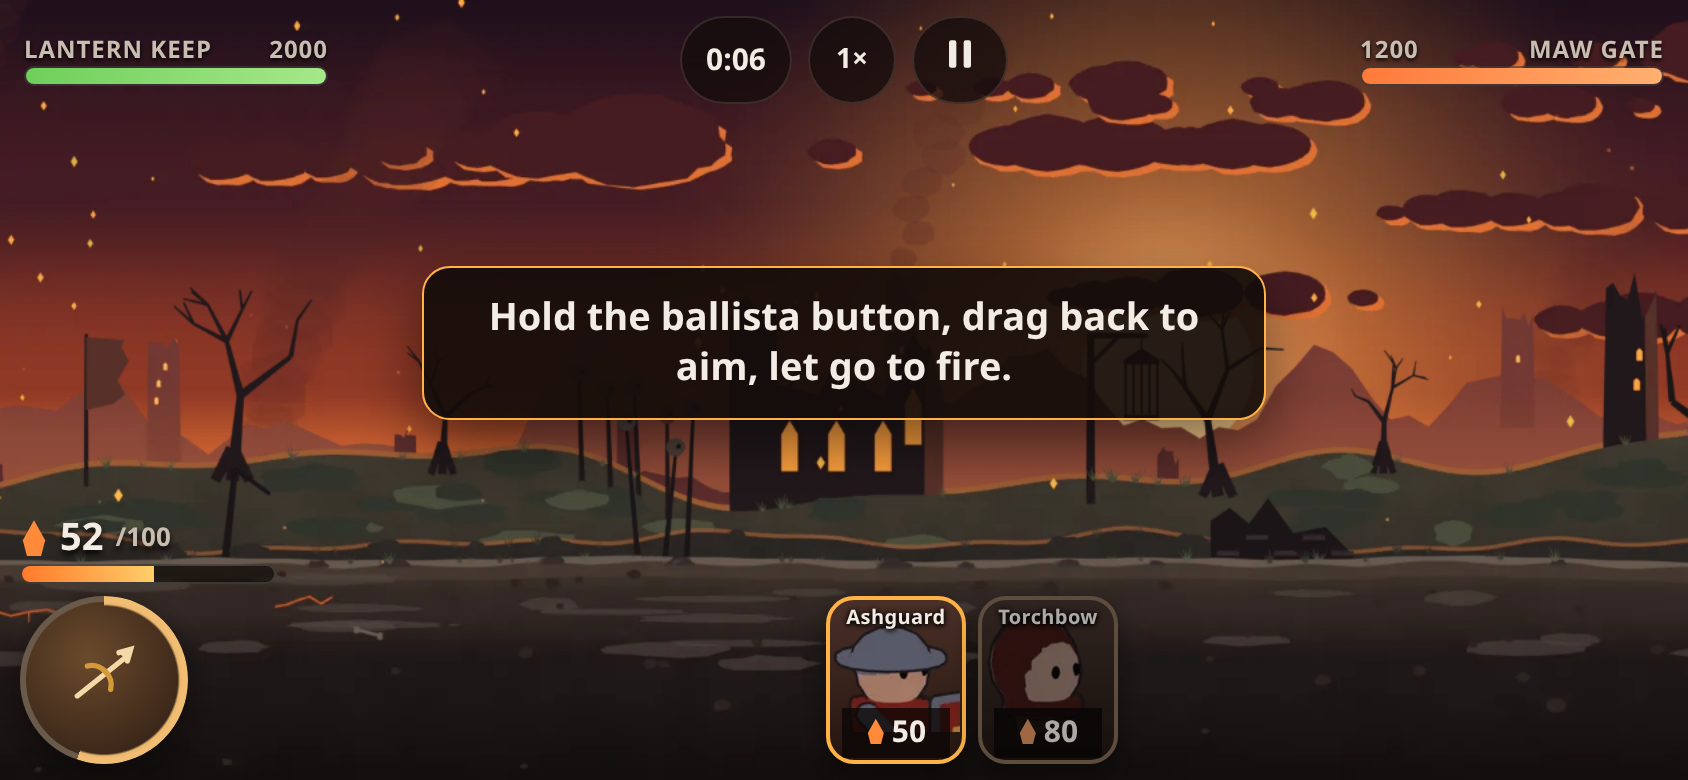 LANTERN KEEP 2000
0:06
1×
1200 MAW GATE
Hold the ballista button, drag back to
aim, let go to fire.
52 /100
Ashguard
50
Torchbow
80